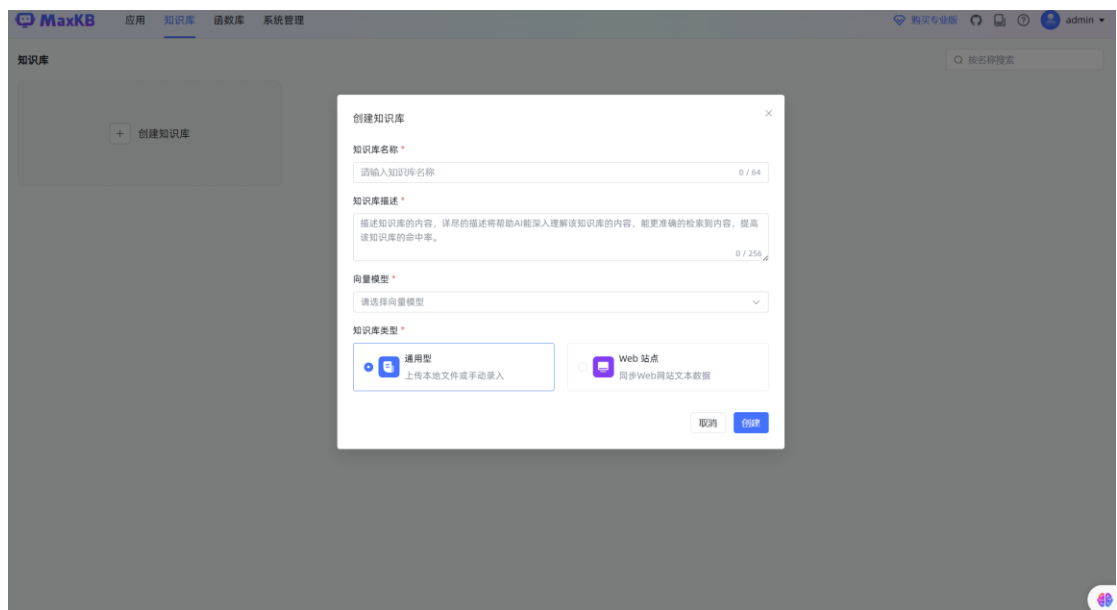 MaxKB 应用 知识库 函数库 系统管理 购买专业版 admin
知识库 按名称搜索
创建知识库
创建知识库
知识库名称 *
请输入知识库名称 0 / 64
知识库描述 *
描述知识库的内容，详尽的描述将帮助AI能深入理解该知识库的内容，能更准确的检索到内容，提高
该知识库的命中率。
0 / 256
向量模型 *
请选择向量模型
知识库类型 *
通用型
上传本地文件或手动录入
Web 站点
同步Web网站文本数据
取消 创建